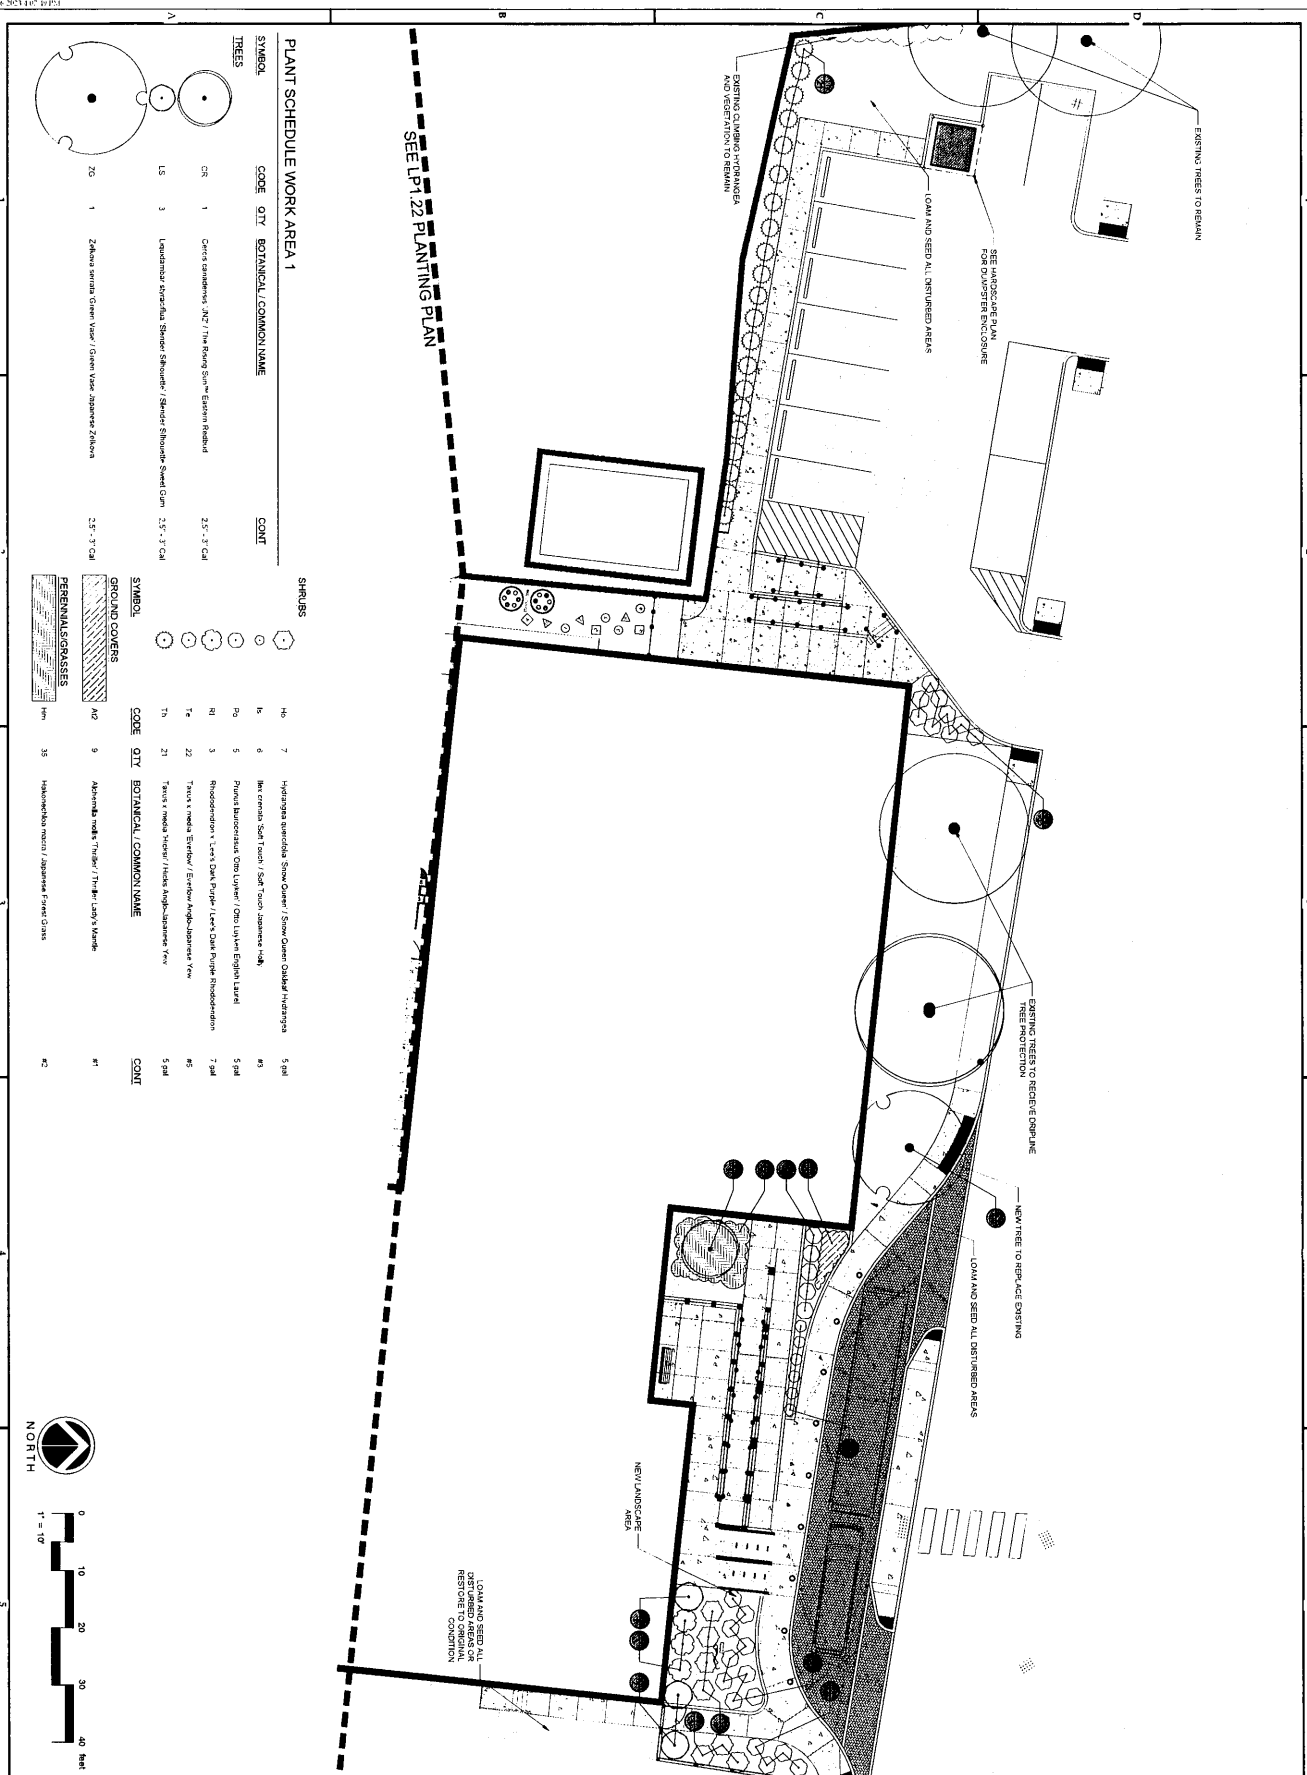 PLANT SCHEDULE WORK AREA 1
SYMBOL CODE QTY BOTANICAL / COMMON NAME CONT
TREES
CR 1 Cercis canadensis 'JN2' / The Rising Sun™ Eastern Redbud 2.5" - 3" Cal
LS 3 Liquidambar styraciflua 'Slender Silhouette' / Slender Silhouette Sweet Gum 2.5" - 3" Cal
ZG 1 Zelkova serrata 'Green Vase' / Green Vase Japanese Zelkova 2.5" - 3" Cal
SHRUBS
Ho 7 Hydrangea quercifolia 'Snow Queen' / Snow Queen Oakleaf Hydrangea 5 gal
Is 6 Ilex crenata 'Soft Touch' / Soft Touch Japanese Holly #3
Po 5 Prunus laurocerasus 'Otto Luyken' / Otto Luyken English Laurel 5 gal
Rl 3 Rhododendron x 'Lee's Dark Purple' / Lee's Dark Purple Rhododendron 7 gal
Te 22 Taxus x media 'Everlow' / Everlow Anglo-Japanese Yew #5
Th 21 Taxus x media 'Hicksii' / Hicks Anglo-Japanese Yew 5 gal
SYMBOL CODE QTY BOTANICAL / COMMON NAME CONT
GROUND COVERS
At2 9 Alchemilla mollis 'Thriller' / Thriller Lady's Mantle #1
PERENNIALS/GRASSES
Hm 35 Hakonechloa macra / Japanese Forest Grass #2
SEE LP1.22 PLANTING PLAN
EXISTING CLIMBING HYDRANGEA
AND VEGETATION TO REMAIN
LOAM AND SEED ALL DISTURBED AREAS
SEE HARDSCAPE PLAN
FOR DUMPSTER ENCLOSURE
EXISTING TREES TO REMAIN
EXISTING TREES TO RECIEVE DRIPLINE
TREE PROTECTION
NEW TREE TO REPLACE EXISTING
LOAM AND SEED ALL DISTURBED AREAS
NEW LANDSCAPE
AREA
LOAM AND SEED ALL
DISTURBED AREAS OR
RESTORE TO ORIGINAL
CONDITION
NORTH
0 10 20 30 40 feet
1" = 10'
A
B
C
D
1
2
3
4
5